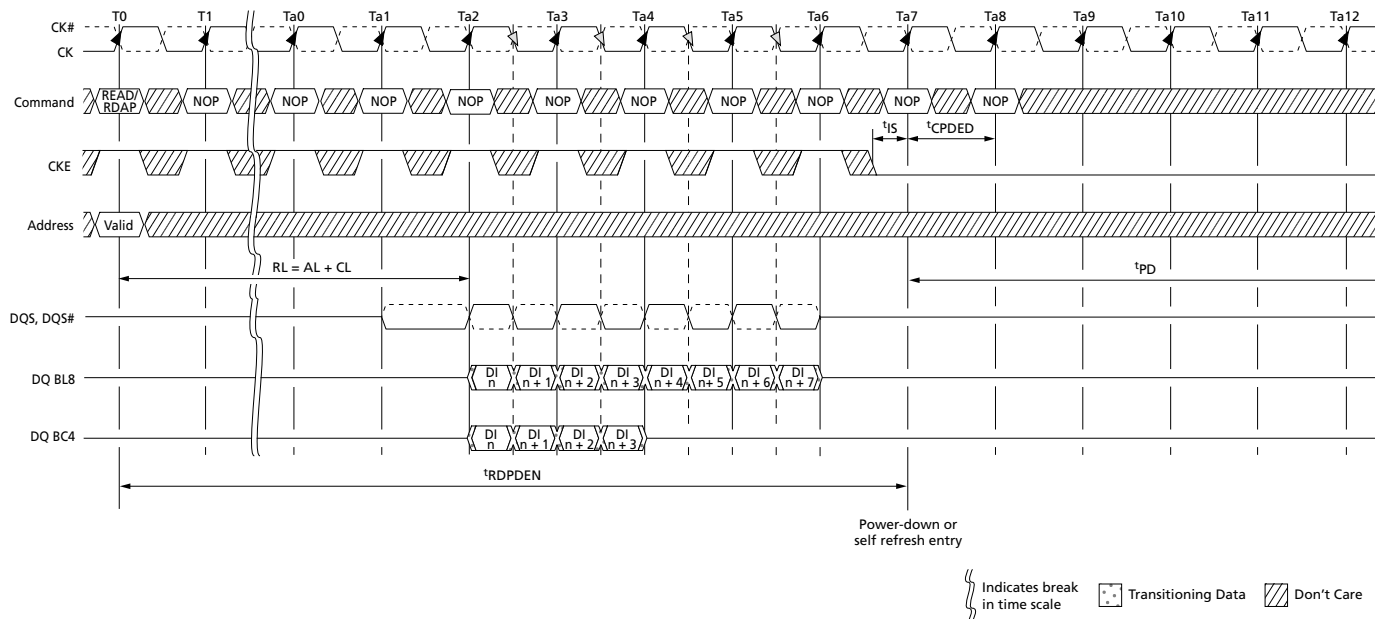 T0 T1 Ta0 Ta1 Ta2 Ta3 Ta4 Ta5 Ta6 Ta7 Ta8 Ta9 Ta10 Ta11 Ta12
CK#
CK
Command
READ/
RDAP
NOP NOP NOP NOP NOP NOP NOP NOP NOP NOP
tIS
tCPDED
CKE
Address
Valid
RL = AL + CL
tPD
DQS, DQS#
DQ BL8
DI
n
DI
n + 1
DI
n + 2
DI
n + 3
DI
n + 4
DI
n+ 5
DI
n + 6
DI
n + 7
DQ BC4
DI
n
DI
n + 1
DI
n + 2
DI
n + 3
tRDPDEN
Power-down or
self refresh entry
Indicates break
in time scale
Transitioning Data
Don't Care